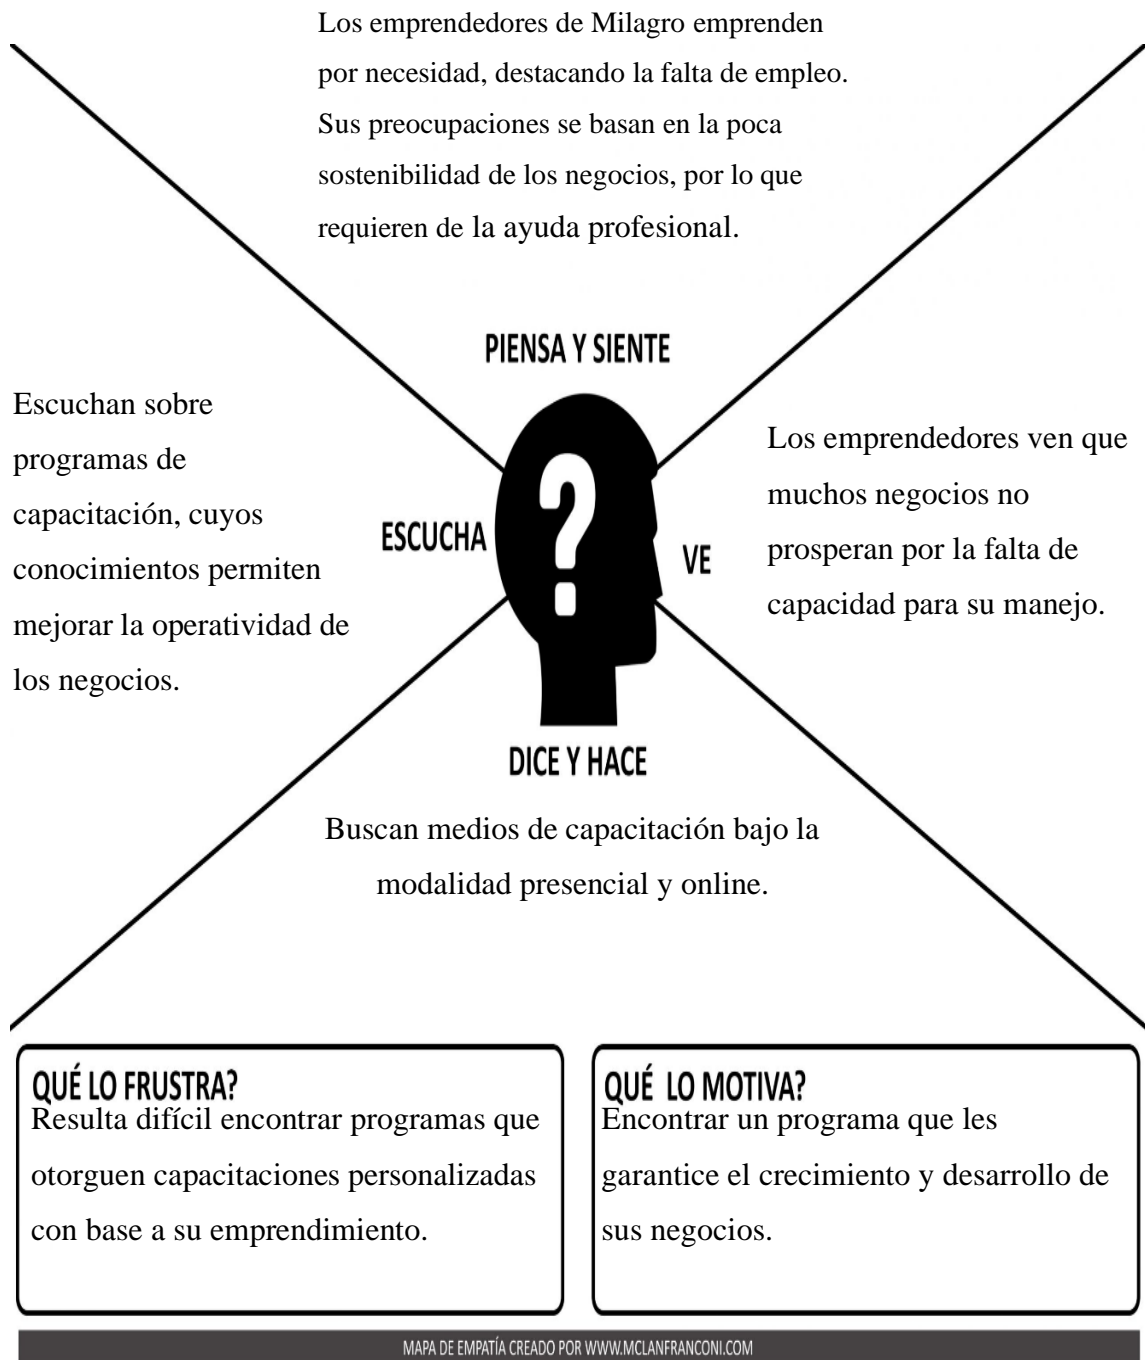 Los emprendedores de Milagro emprenden
por necesidad, destacando la falta de empleo.
Sus preocupaciones se basan en la poca
sostenibilidad de los negocios, por lo que
requieren de la ayuda profesional.
PIENSA Y SIENTE
Escuchan sobre
programas de
capacitación, cuyos
conocimientos permiten
mejorar la operatividad de
los negocios.
ESCUCHA
?
VE
Los emprendedores ven que
muchos negocios no
prosperan por la falta de
capacidad para su manejo.
DICE Y HACE
Buscan medios de capacitación bajo la
modalidad presencial y online.
QUÉ LO FRUSTRA?
Resulta difícil encontrar programas que
otorguen capacitaciones personalizadas
con base a su emprendimiento.
QUÉ LO MOTIVA?
Encontrar un programa que les
garantice el crecimiento y desarrollo de
sus negocios.
MAPA DE EMPATÍA CREADO POR WWW.MCLANFRANCONI.COM